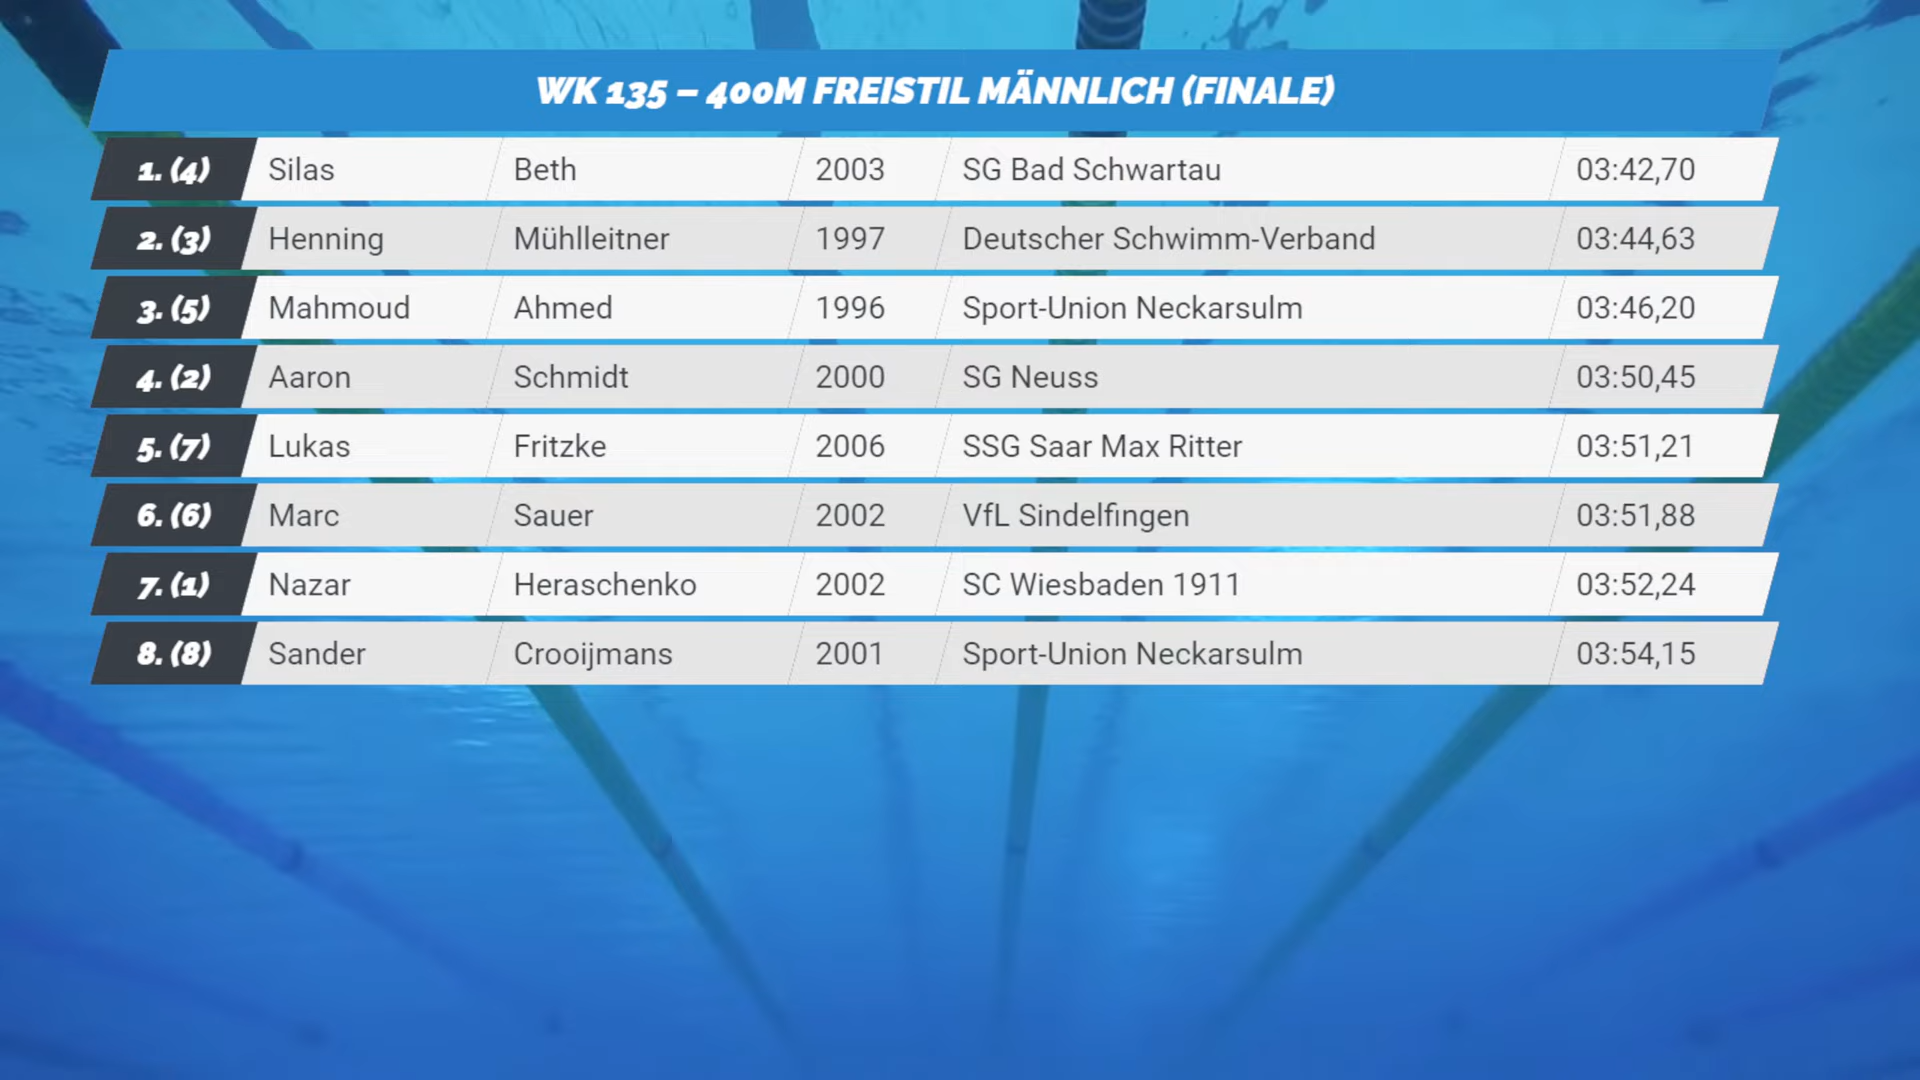 WK 135 – 400M FREISTIL MÄNNLICH (FINALE)
1. (4) Silas Beth 2003 SG Bad Schwartau 03:42,70
2. (3) Henning Mühlleitner 1997 Deutscher Schwimm-Verband 03:44,63
3. (5) Mahmoud Ahmed 1996 Sport-Union Neckarsulm 03:46,20
4. (2) Aaron Schmidt 2000 SG Neuss 03:50,45
5. (7) Lukas Fritzke 2006 SSG Saar Max Ritter 03:51,21
6. (6) Marc Sauer 2002 VfL Sindelfingen 03:51,88
7. (1) Nazar Heraschenko 2002 SC Wiesbaden 1911 03:52,24
8. (8) Sander Crooijmans 2001 Sport-Union Neckarsulm 03:54,15